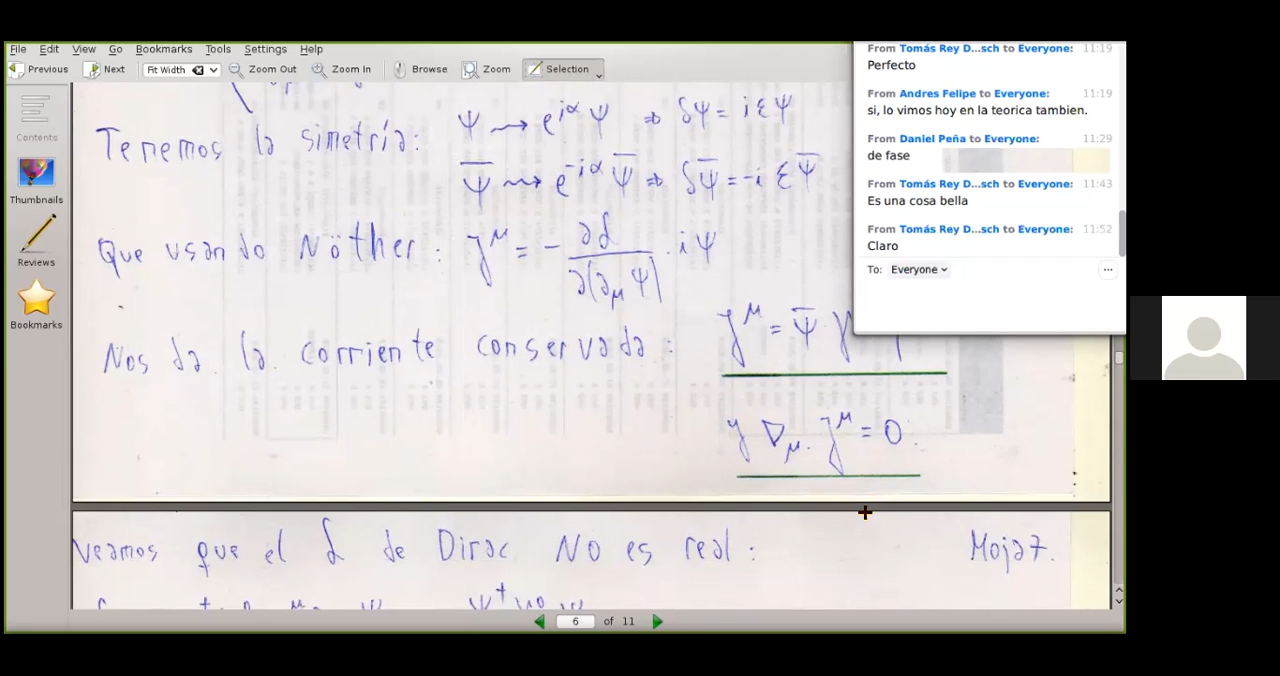 File Edit View Go Bookmarks Tools Settings Help
Previous Next Fit Width Zoom Out Zoom In Browse Zoom Selection
Contents
Thumbnails
Reviews
Bookmarks
Tenemos la simetría: Ψ ⇝ e^{iα} Ψ ⇒ δΨ = iεΨ
Ψ̄ ⇝ e^{-iα} Ψ̄ ⇒ δΨ̄ = -iεΨ̄
Que usando Nöther: J^μ = - ∂ℒ / ∂(∂_μ Ψ) · iΨ
Nos da la corriente conservada: J^μ = Ψ̄ γ
y ∇_μ J^μ = 0
Veamos que el ℒ de Dirac NO es real: Hoja 7.
6 of 11
From Tomás Rey D...sch to Everyone: 11:19
Perfecto
From Andres Felipe to Everyone: 11:19
si, lo vimos hoy en la teorica tambien.
From Daniel Peña to Everyone: 11:29
de fase
From Tomás Rey D...sch to Everyone: 11:43
Es una cosa bella
From Tomás Rey D...sch to Everyone: 11:52
Claro
To: Everyone